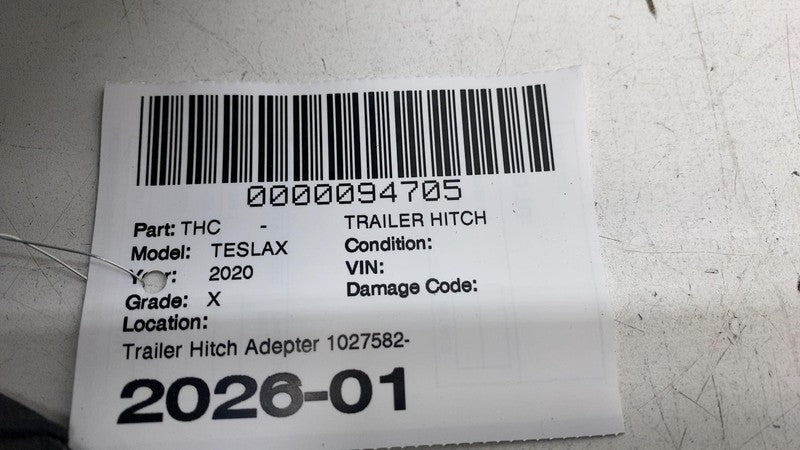 0000094705
Part: THC - TRAILER HITCH
Model: TESLAX Condition:
Year: 2020 VIN:
Grade: X Damage Code:
Location:
Trailer Hitch Adepter 1027582-
2026-01